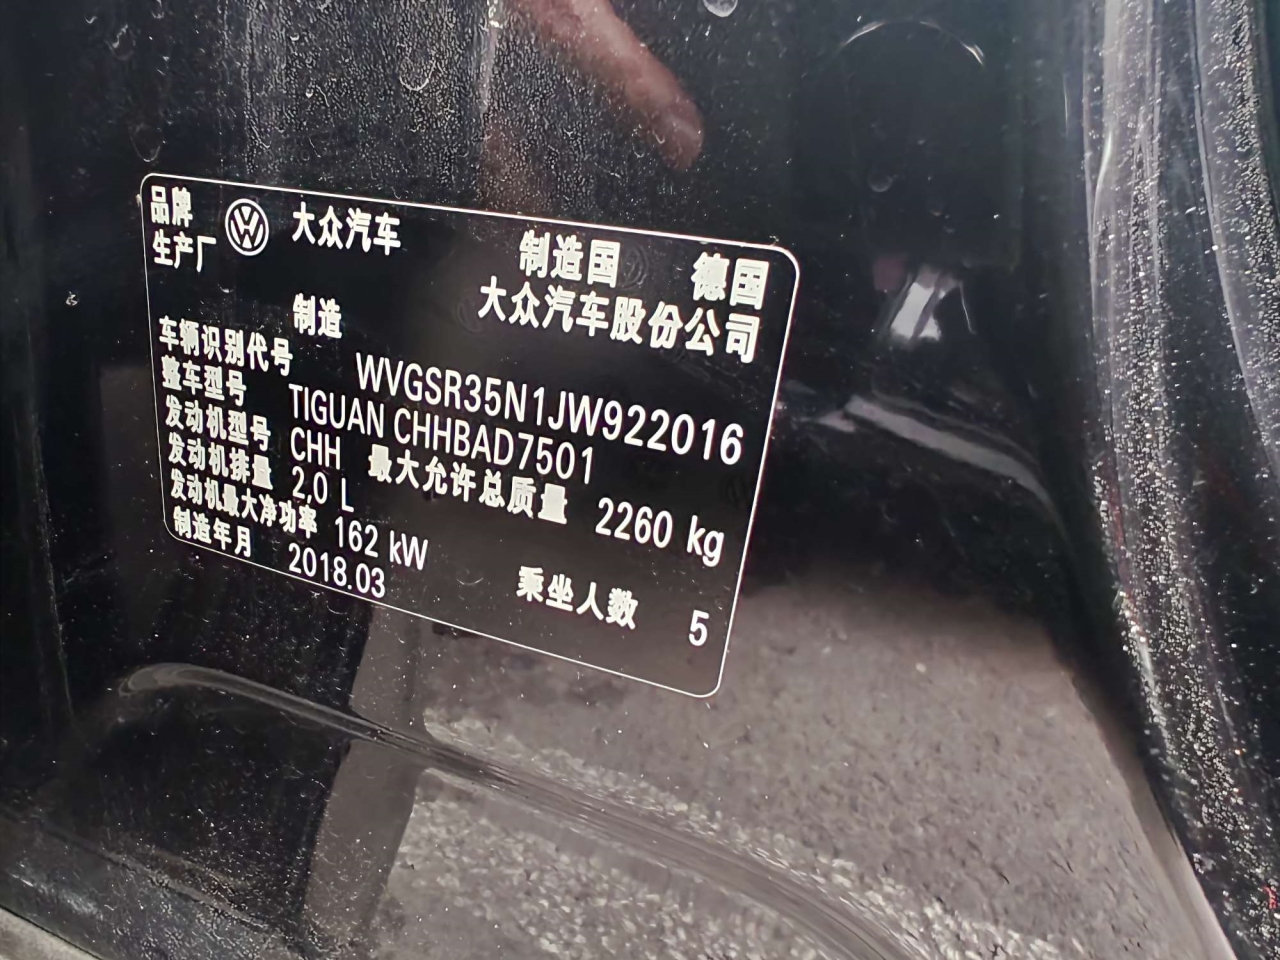 品牌 大众汽车 制造国 德国
生产厂 大众汽车股份公司
制造
车辆识别代号 WVGSR35N1JW922016
整车型号 TIGUAN CHHBAD7501
发动机型号 CHH 最大允许总质量 2260 kg
发动机排量 2,0 L
发动机最大净功率 162 kW 乘坐人数 5
制造年月 2018.03